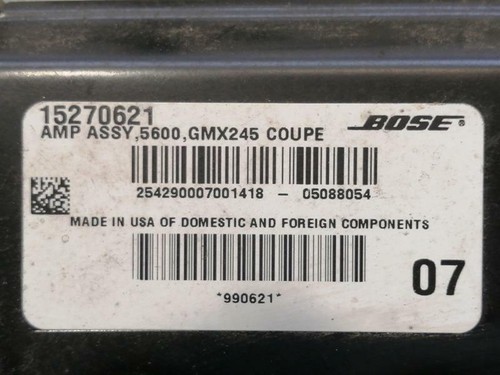 15270621
AMP ASSY,5600,GMX245 COUPE
BOSE®
254290007001418 - 05088054
MADE IN USA OF DOMESTIC AND FOREIGN COMPONENTS
*990621*
07